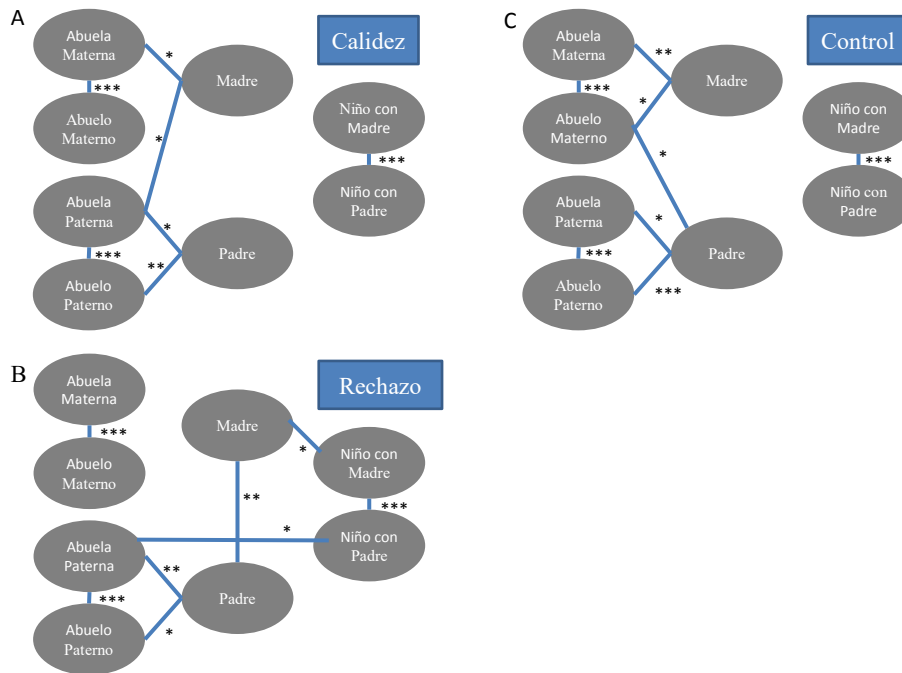 A
Calidez
Abuela
Materna
*
Madre
***
Abuelo
Materno
Niño con
Madre
***
Niño con
Padre
*
Abuela
Paterna
*
Padre
***
**
Abuelo
Paterno
C
Control
Abuela
Materna
**
Madre
***
*
Abuelo
Materno
Niño con
Madre
***
Niño con
Padre
*
Abuela
Paterna
*
Padre
***
Abuelo
Paterno
***
B
Rechazo
Abuela
Materna
***
Abuelo
Materno
Madre
*
Niño con
Madre
**
***
*
Niño con
Padre
Abuela
Paterna
**
Padre
***
Abuelo
Paterno
*